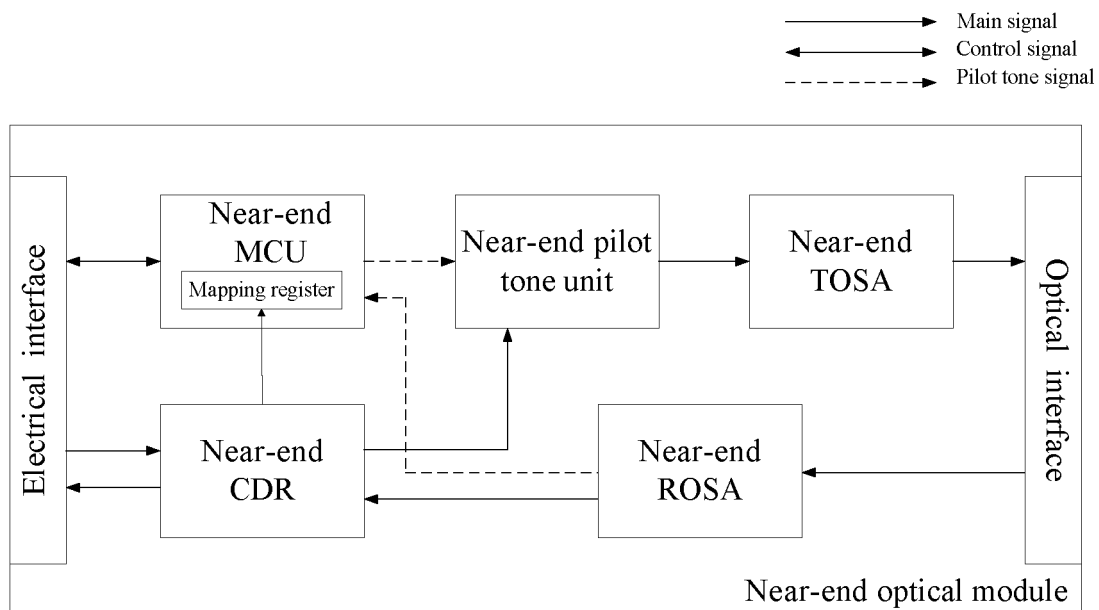 Main signal
Control signal
Pilot tone signal
Electrical interface
Near-end
MCU
Mapping register
Near-end pilot
tone unit
Near-end
TOSA
Optical interface
Near-end
CDR
Near-end
ROSA
Near-end optical module